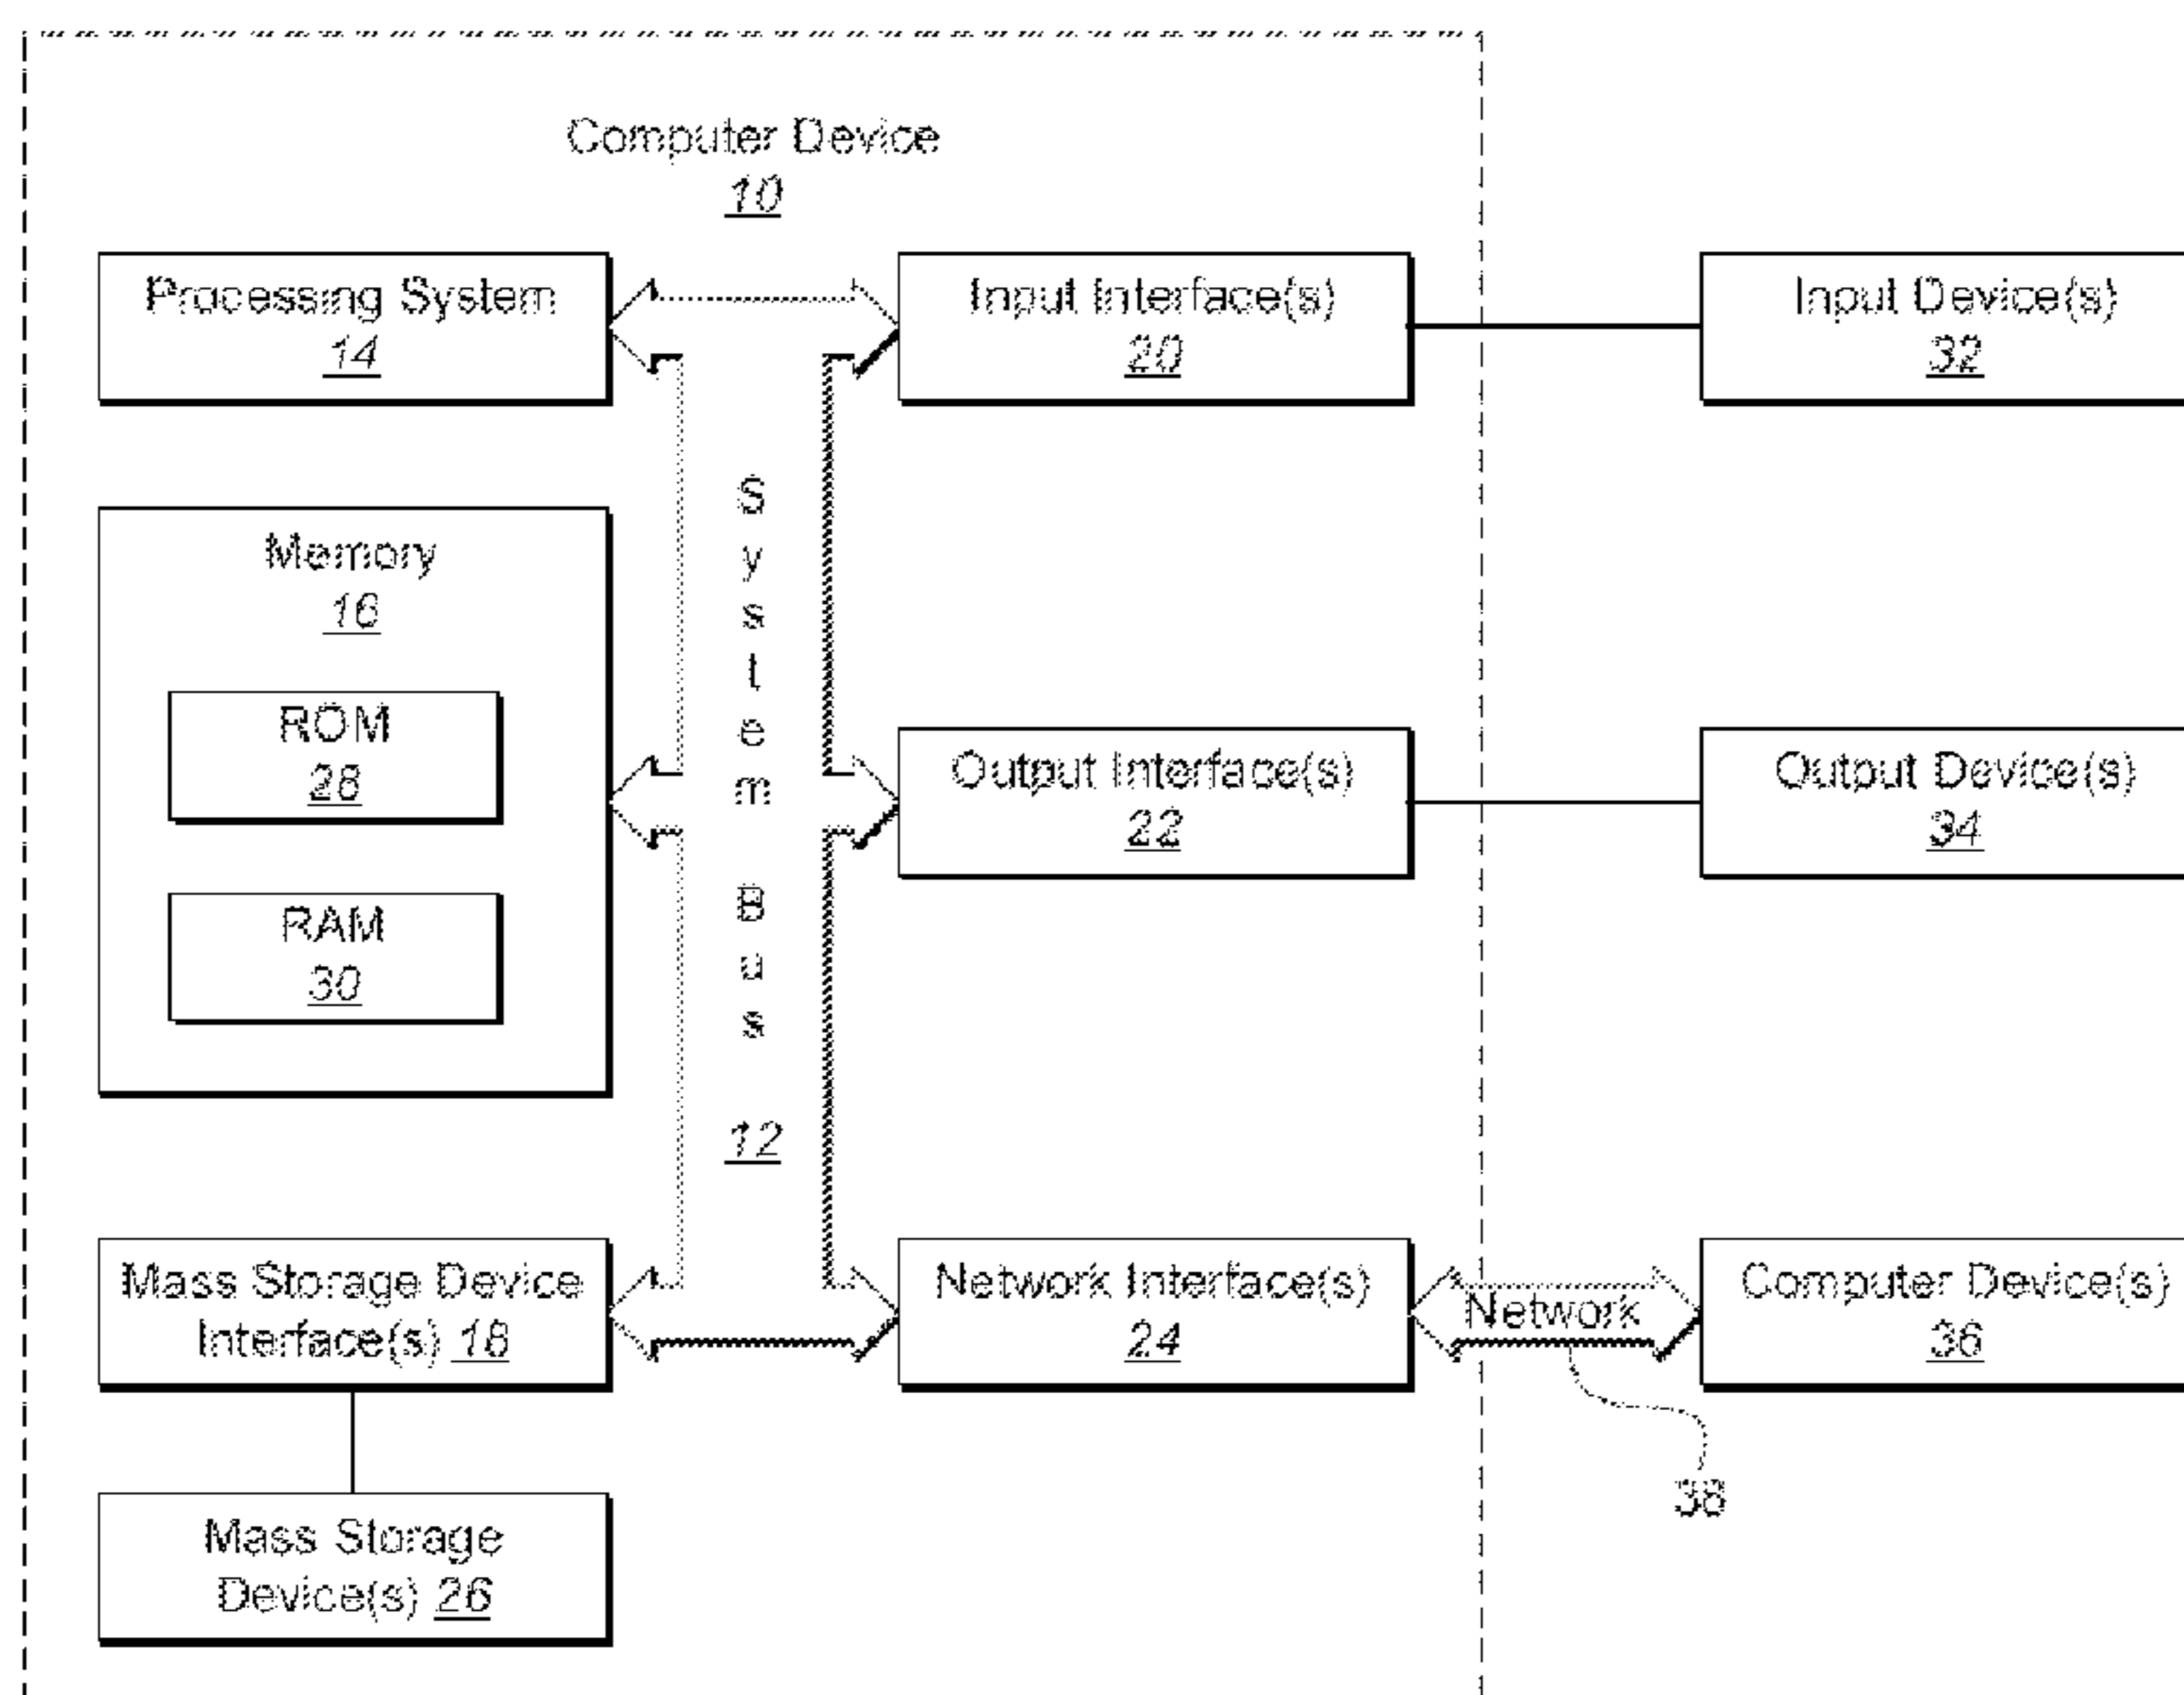 Computer Device
10
Processing System
14
Input Interface(s)
20
Input Device(s)
32
Memory
16
ROM
28
RAM
30
System Bus
12
Output Interface(s)
22
Output Device(s)
34
Mass Storage Device
Interface(s) 18
Network Interface(s)
24
Network
Computer Device(s)
36
38
Mass Storage
Device(s) 26